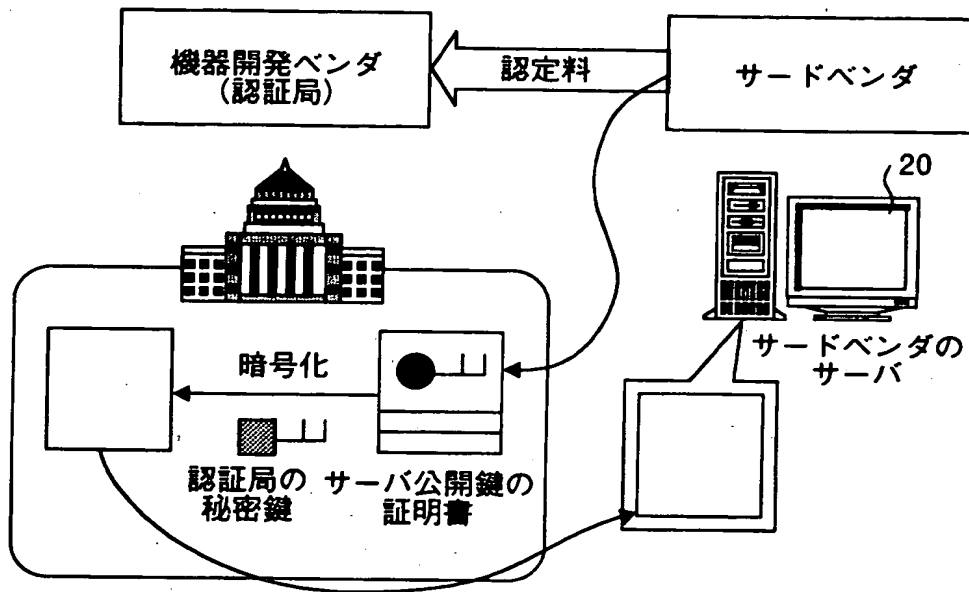 機器開発ベンダ
(認証局)
認定料
サードベンダ
20
サードベンダの
サーバ
暗号化
認証局の
秘密鍵
サーバ公開鍵の
証明書